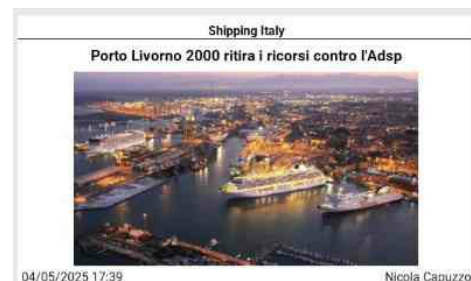 Shipping Italy
Porto Livorno 2000 ritira i ricorsi contro l'Adsp
04/05/2025 17:39
Nicola Capuzzo